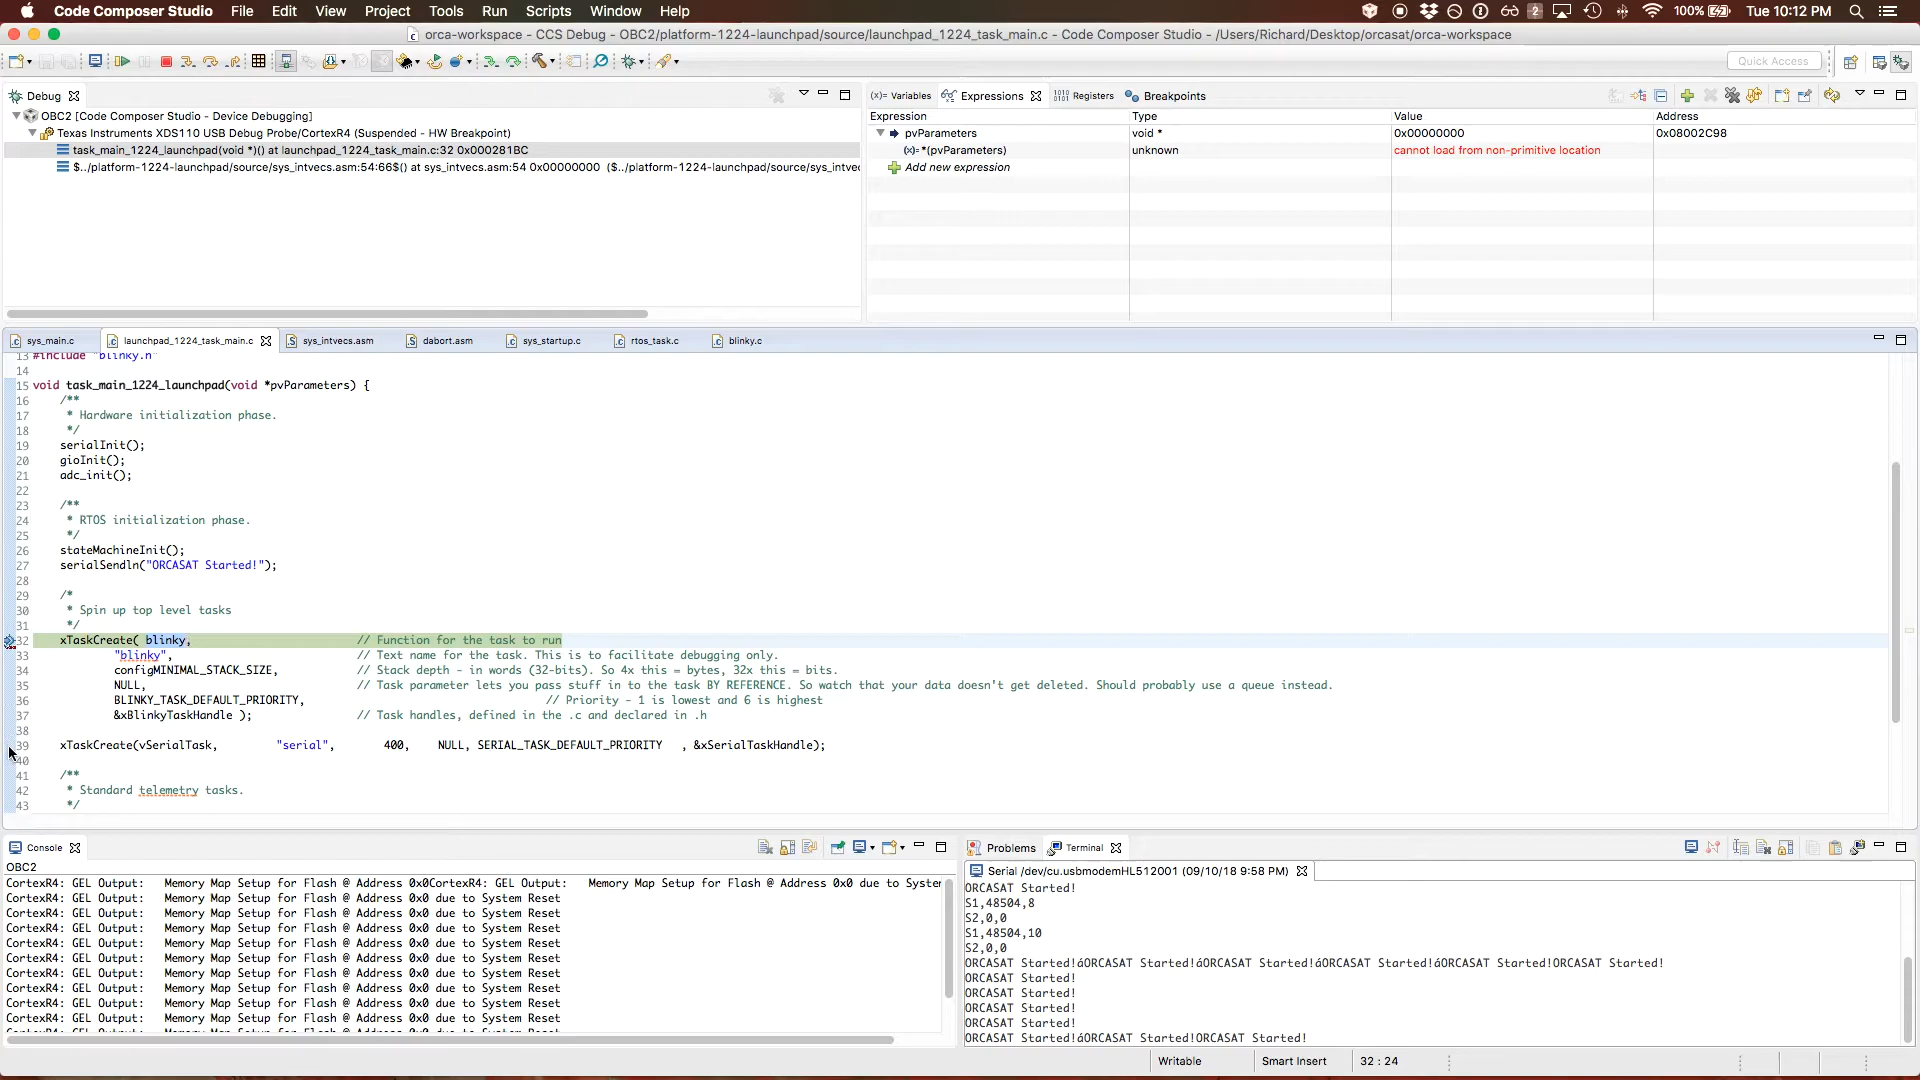 Code Composer Studio File Edit View Project Tools Run Scripts Window Help 2 100% Tue 10:12 PM
orca-workspace - CCS Debug - OBC2/platform-1224-launchpad/source/launchpad_1224_task_main.c - Code Composer Studio - /Users/Richard/Desktop/orcasat/orca-workspace
Quick Access
Debug
OBC2 [Code Composer Studio - Device Debugging]
Texas Instruments XDS110 USB Debug Probe/CortexR4 (Suspended - HW Breakpoint)
task_main_1224_launchpad(void *)() at launchpad_1224_task_main.c:32 0x000281BC
$../platform-1224-launchpad/source/sys_intvecs.asm:54:66$() at sys_intvecs.asm:54 0x00000000 ($../platform-1224-launchpad/source/sys_intve
(x)= Variables Expressions 1010 0101 Registers Breakpoints
Expression Type Value Address
pvParameters void * 0x00000000 0x08002C98
(x)= *(pvParameters) unknown cannot load from non-primitive location
Add new expression
sys_main.c launchpad_1224_task_main.c sys_intvecs.asm dabort.asm sys_startup.c rtos_task.c blinky.c
13 #include "blinky.h"
14
15 void task_main_1224_launchpad(void *pvParameters) {
16 /**
17 * Hardware initialization phase.
18 */
19 serialInit();
20 gioInit();
21 adc_init();
22
23 /**
24 * RTOS initialization phase.
25 */
26 stateMachineInit();
27 serialSendln("ORCASAT Started!");
28
29 /*
30 * Spin up top level tasks
31 */
32 xTaskCreate( blinky, // Function for the task to run
33 "blinky", // Text name for the task. This is to facilitate debugging only.
34 configMINIMAL_STACK_SIZE, // Stack depth - in words (32-bits). So 4x this = bytes, 32x this = bits.
35 NULL, // Task parameter lets you pass stuff in to the task BY REFERENCE. So watch that your data doesn't get deleted. Should probably use a queue instead.
36 BLINKY_TASK_DEFAULT_PRIORITY, // Priority - 1 is lowest and 6 is highest
37 &xBlinkyTaskHandle ); // Task handles, defined in the .c and declared in .h
38
39 xTaskCreate(vSerialTask, "serial", 400, NULL, SERIAL_TASK_DEFAULT_PRIORITY , &xSerialTaskHandle);
40
41 /**
42 * Standard telemetry tasks.
43 */
Console
OBC2
CortexR4: GEL Output: Memory Map Setup for Flash @ Address 0x0CortexR4: GEL Output: Memory Map Setup for Flash @ Address 0x0 due to System
CortexR4: GEL Output: Memory Map Setup for Flash @ Address 0x0 due to System Reset
CortexR4: GEL Output: Memory Map Setup for Flash @ Address 0x0 due to System Reset
CortexR4: GEL Output: Memory Map Setup for Flash @ Address 0x0 due to System Reset
CortexR4: GEL Output: Memory Map Setup for Flash @ Address 0x0 due to System Reset
CortexR4: GEL Output: Memory Map Setup for Flash @ Address 0x0 due to System Reset
CortexR4: GEL Output: Memory Map Setup for Flash @ Address 0x0 due to System Reset
CortexR4: GEL Output: Memory Map Setup for Flash @ Address 0x0 due to System Reset
CortexR4: GEL Output: Memory Map Setup for Flash @ Address 0x0 due to System Reset
CortexR4: GEL Output: Memory Map Setup for Flash @ Address 0x0 due to System Reset
CortexR4: GEL Output: Memory Map Setup for Flash @ Address 0x0 due to System Reset
Problems Terminal
Serial /dev/cu.usbmodemHL512001 (09/10/18 9:58 PM)
ORCASAT Started!
S1,48504,8
S2,0,0
S1,48504,10
S2,0,0
ORCASAT Started!áORCASAT Started!áORCASAT Started!áORCASAT Started!áORCASAT Started!ORCASAT Started!
ORCASAT Started!
ORCASAT Started!
ORCASAT Started!
ORCASAT Started!
ORCASAT Started!áORCASAT Started!ORCASAT Started!
Writable Smart Insert 32 : 24